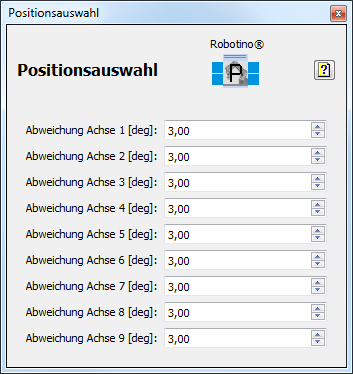 Positionsauswahl
Robotino®
Positionsauswahl
P
?
Abweichung Achse 1 [deg]: 3,00
Abweichung Achse 2 [deg]: 3,00
Abweichung Achse 3 [deg]: 3,00
Abweichung Achse 4 [deg]: 3,00
Abweichung Achse 5 [deg]: 3,00
Abweichung Achse 6 [deg]: 3,00
Abweichung Achse 7 [deg]: 3,00
Abweichung Achse 8 [deg]: 3,00
Abweichung Achse 9 [deg]: 3,00